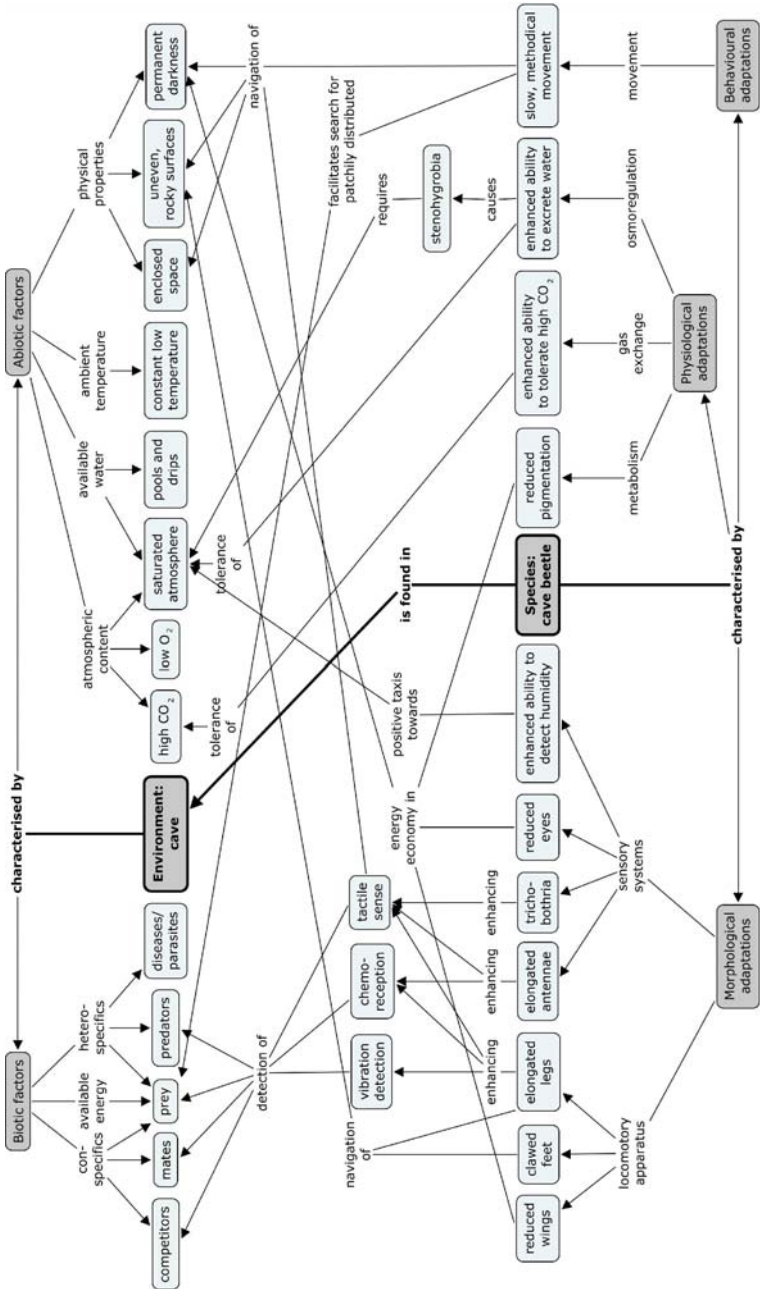 characterised by
Biotic factors
Abiotic factors
con-
specifics
available
energy
hetero-
specifics
atmospheric
content
available
water
ambient
temperature
physical
properties
competitors
mates
prey
predators
diseases/
parasites
Environment:
cave
high CO₂
low O₂
saturated
atmosphere
pools and
drips
constant low
temperature
enclosed
space
uneven,
rocky surfaces
permanent
darkness
detection of
tolerance
of
tolerance
of
navigation of
vibration
detection
chemo-
reception
tactile
sense
navigation
of
energy
economy in
positive taxis
towards
is found in
requires
facilitates search for
patchily distributed
stenohygrobia
enhancing
enhancing
enhancing
causes
reduced
wings
clawed
feet
elongated
legs
elongated
antennae
tricho-
bothria
reduced
eyes
enhanced ability to
detect humidity
Species:
cave beetle
reduced
pigmentation
enhanced ability
to tolerate high CO₂
enhanced ability
to excrete water
slow, methodical
movement
locomotory
apparatus
sensory
systems
metabolism
gas
exchange
osmoregulation
movement
Morphological
adaptations
Physiological
adaptations
Behavioural
adaptations
characterised by